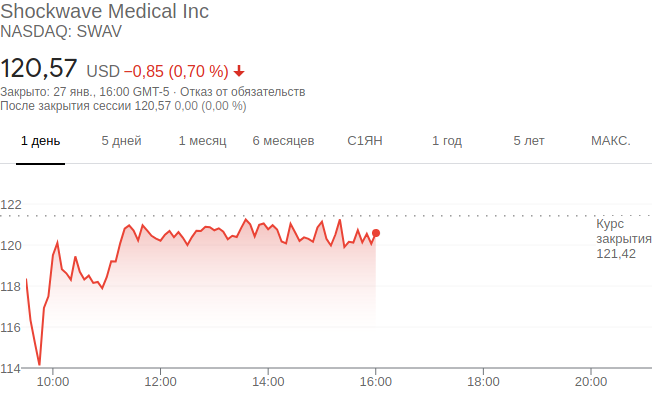 Shockwave Medical Inc
NASDAQ: SWAV
120,57 USD −0,85 (0,70 %)
Закрыто: 27 янв., 16:00 GMT-5 · Отказ от обязательств
После закрытия сессии 120,57 0,00 (0,00 %)
1 день 5 дней 1 месяц 6 месяцев С1ЯН 1 год 5 лет МАКС.
122
Курс
закрытия
121,42
120
118
116
114
10:00 12:00 14:00 16:00 18:00 20:00